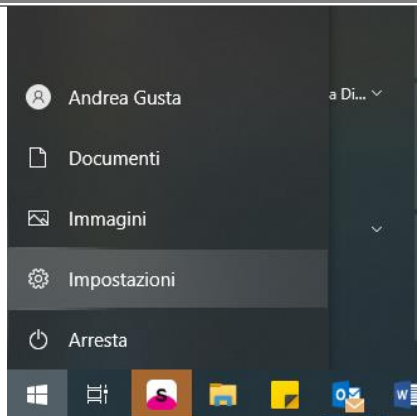 Andrea Gusta
a Di...
Documenti
Immagini
Impostazioni
Arresta